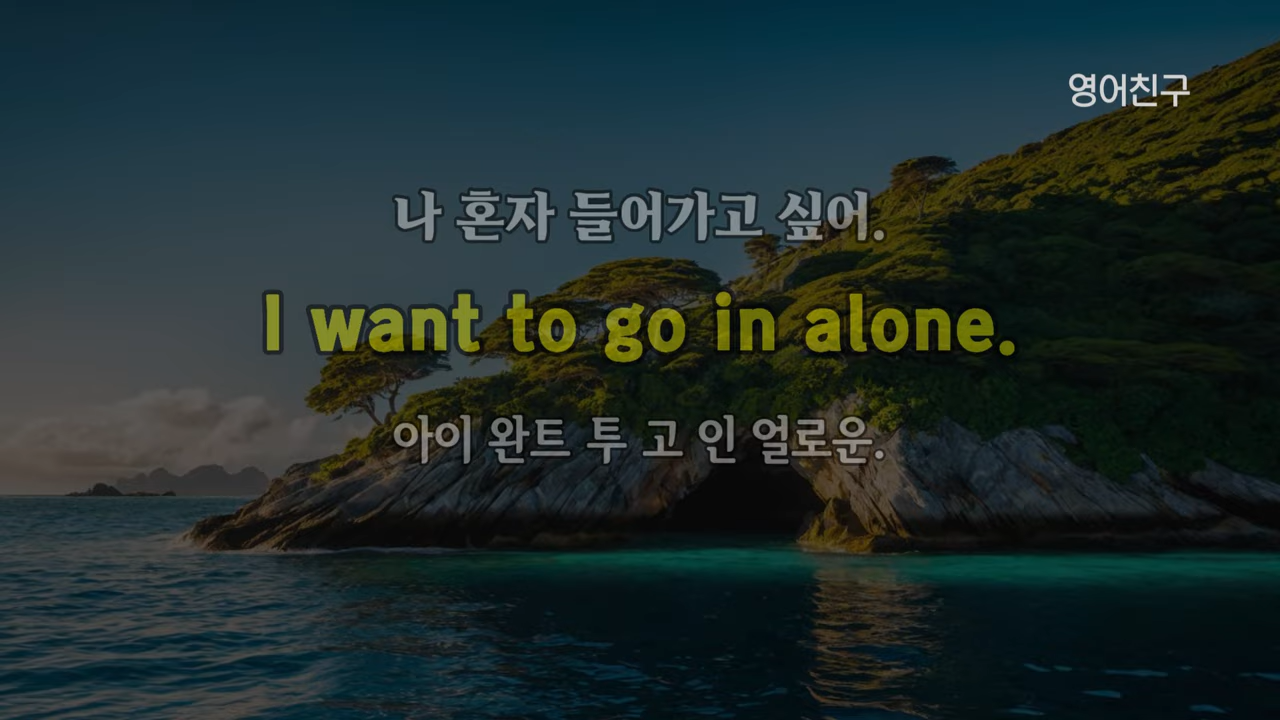 영어친구
나 혼자 들어가고 싶어.
I want to go in alone.
아이 완트 투 고 인 얼로운.